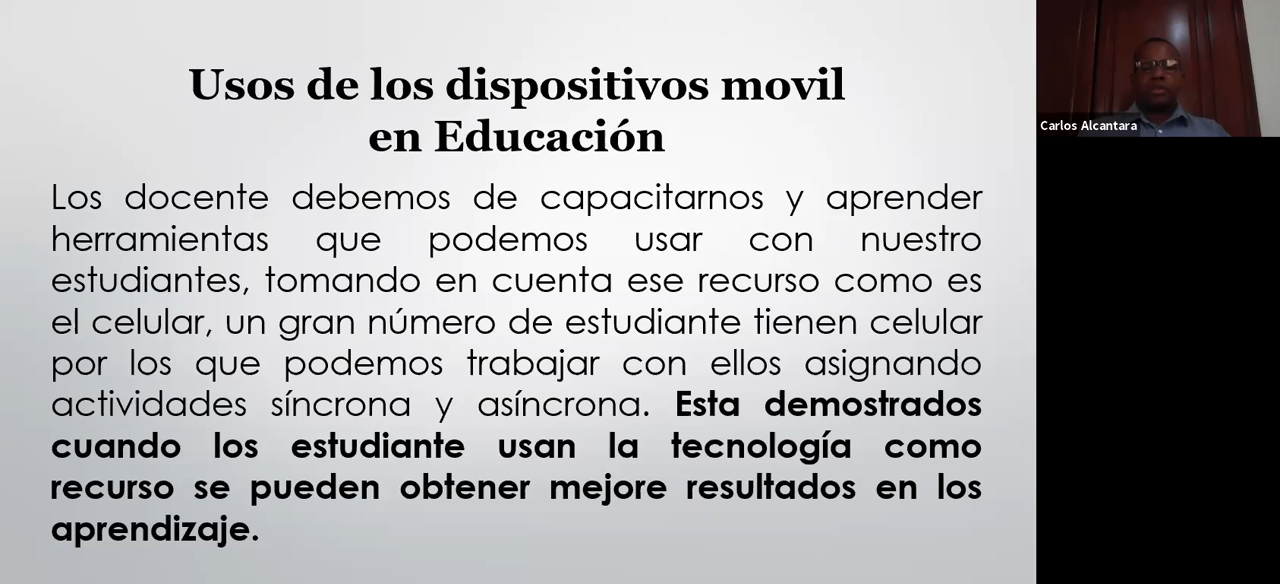 Usos de los dispositivos movil
en Educación
Los docente debemos de capacitarnos y aprender
herramientas que podemos usar con nuestro
estudiantes, tomando en cuenta ese recurso como es
el celular, un gran número de estudiante tienen celular
por los que podemos trabajar con ellos asignando
actividades síncrona y asíncrona. Esta demostrados
cuando los estudiante usan la tecnología como
recurso se pueden obtener mejore resultados en los
aprendizaje.
Carlos Alcantara